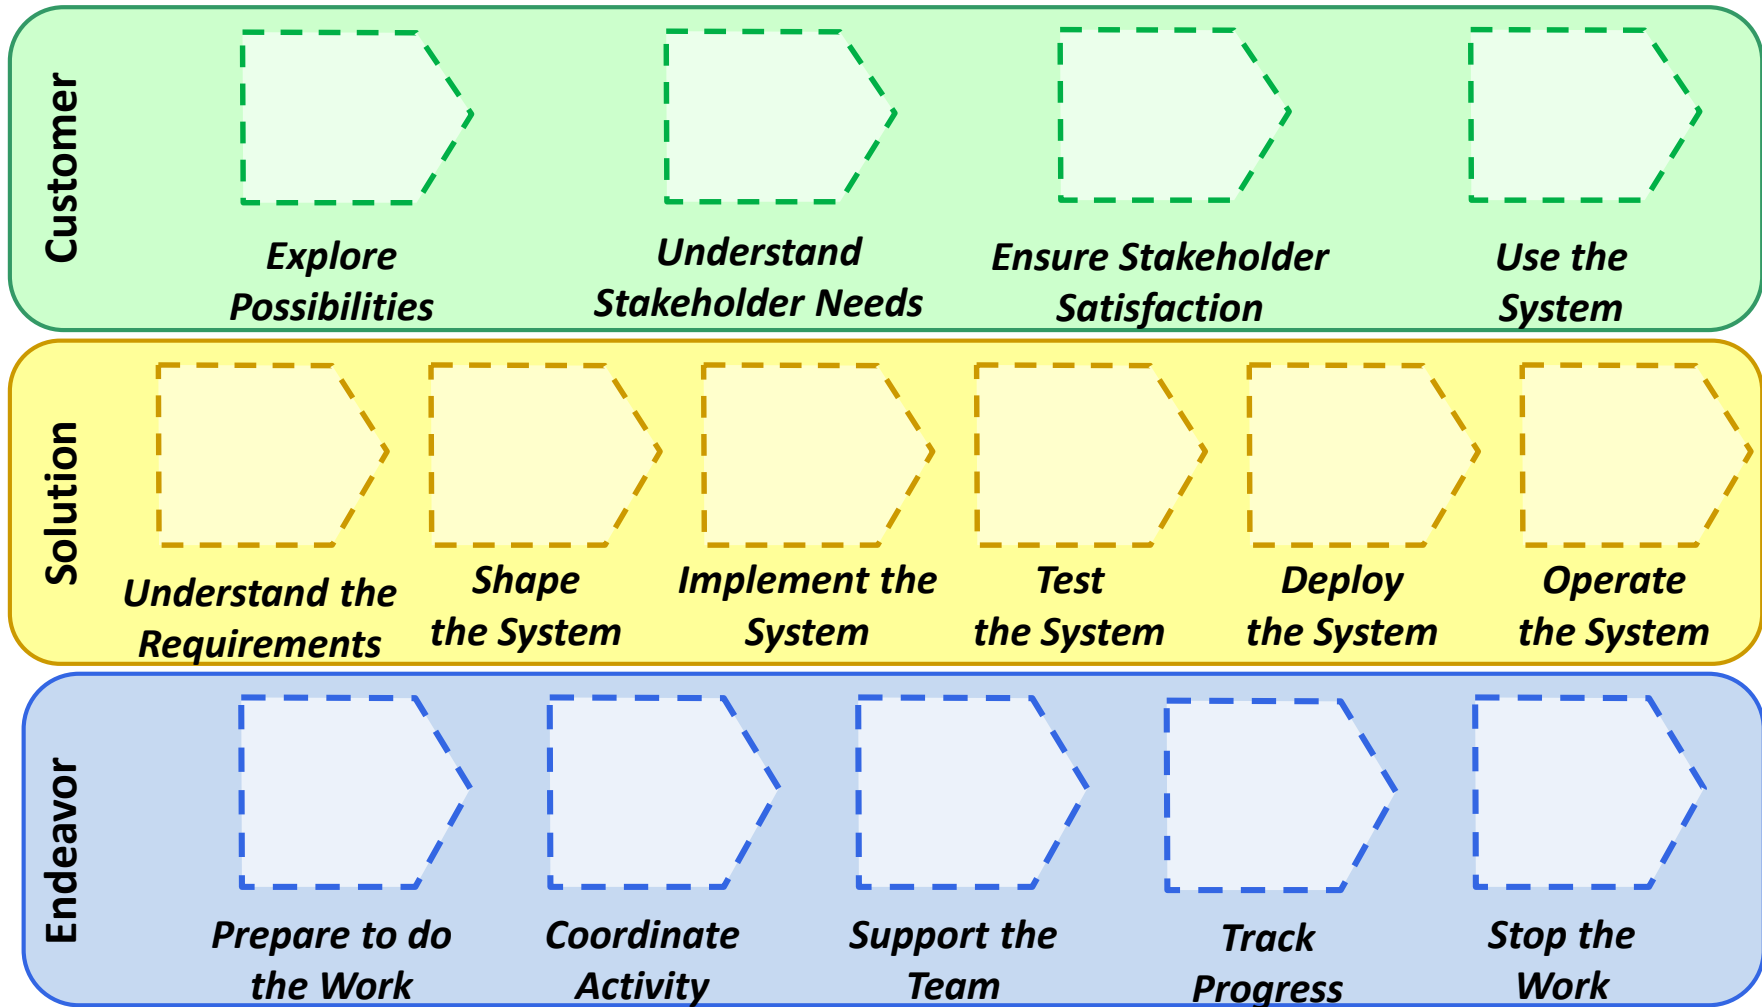 Customer
Explore
Possibilities
Understand
Stakeholder Needs
Ensure Stakeholder
Satisfaction
Use the
System
Solution
Understand the
Requirements
Shape
the System
Implement the
System
Test
the System
Deploy
the System
Operate
the System
Endeavor
Prepare to do
the Work
Coordinate
Activity
Support the
Team
Track
Progress
Stop the
Work